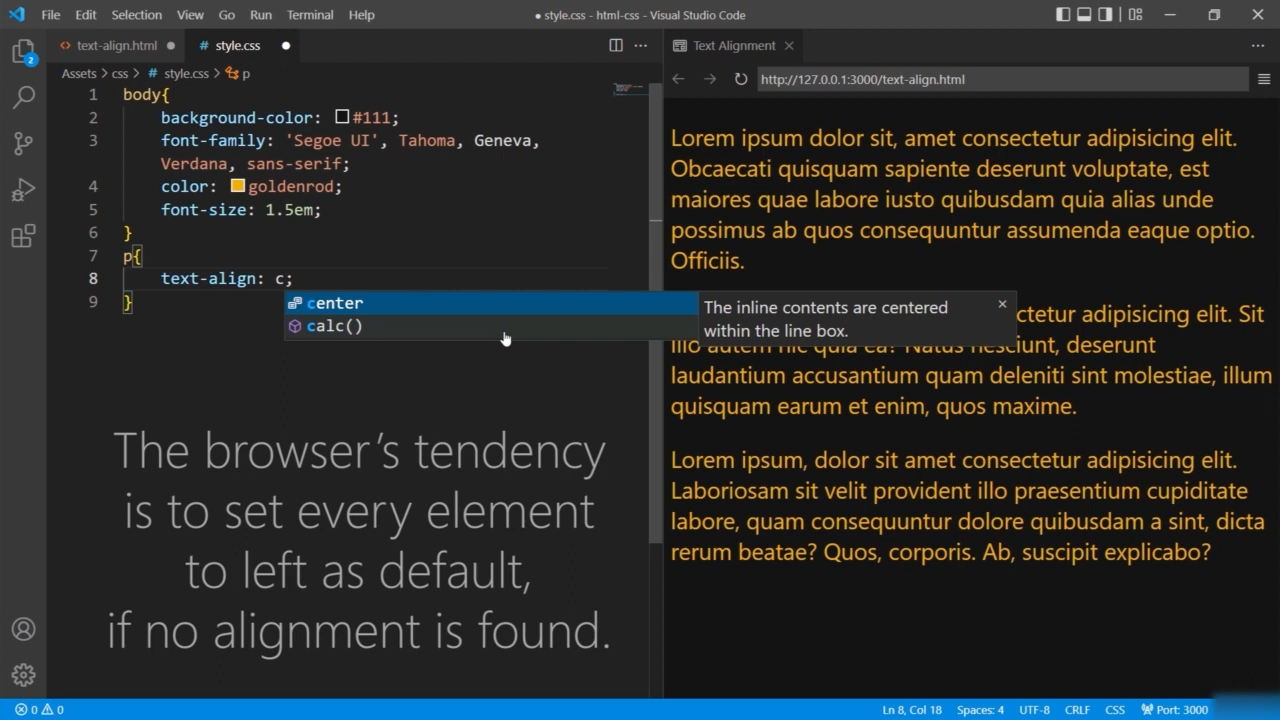 File Edit Selection View Go Run Terminal Help
● style.css - html-css - Visual Studio Code
<> text-align.html ●
# style.css ●
Text Alignment ×
Assets > css > # style.css > p
http://127.0.0.1:3000/text-align.html
2
1 body{
2 background-color: #111;
3 font-family: 'Segoe UI', Tahoma, Geneva,
Verdana, sans-serif;
4 color: goldenrod;
5 font-size: 1.5em;
6 }
7 p{
8 text-align: c;
9 }
center
calc()
The inline contents are centered
within the line box.
The browser’s tendency
is to set every element
to left as default,
if no alignment is found.
Lorem ipsum dolor sit, amet consectetur adipisicing elit.
Obcaecati quisquam sapiente deserunt voluptate, est
maiores quae labore iusto quibusdam quia alias unde
possimus ab quos consequuntur assumenda eaque optio.
Officiis.
ctetur adipisicing elit. Sit
illo autem hic quia ea? Natus nesciunt, deserunt
laudantium accusantium quam deleniti sint molestiae, illum
quisquam earum et enim, quos maxime.
Lorem ipsum, dolor sit amet consectetur adipisicing elit.
Laboriosam sit velit provident illo praesentium cupiditate
labore, quam consequuntur dolore quibusdam a sint, dicta
rerum beatae? Quos, corporis. Ab, suscipit explicabo?
0 0
Ln 8, Col 18 Spaces: 4 UTF-8 CRLF CSS Port: 3000